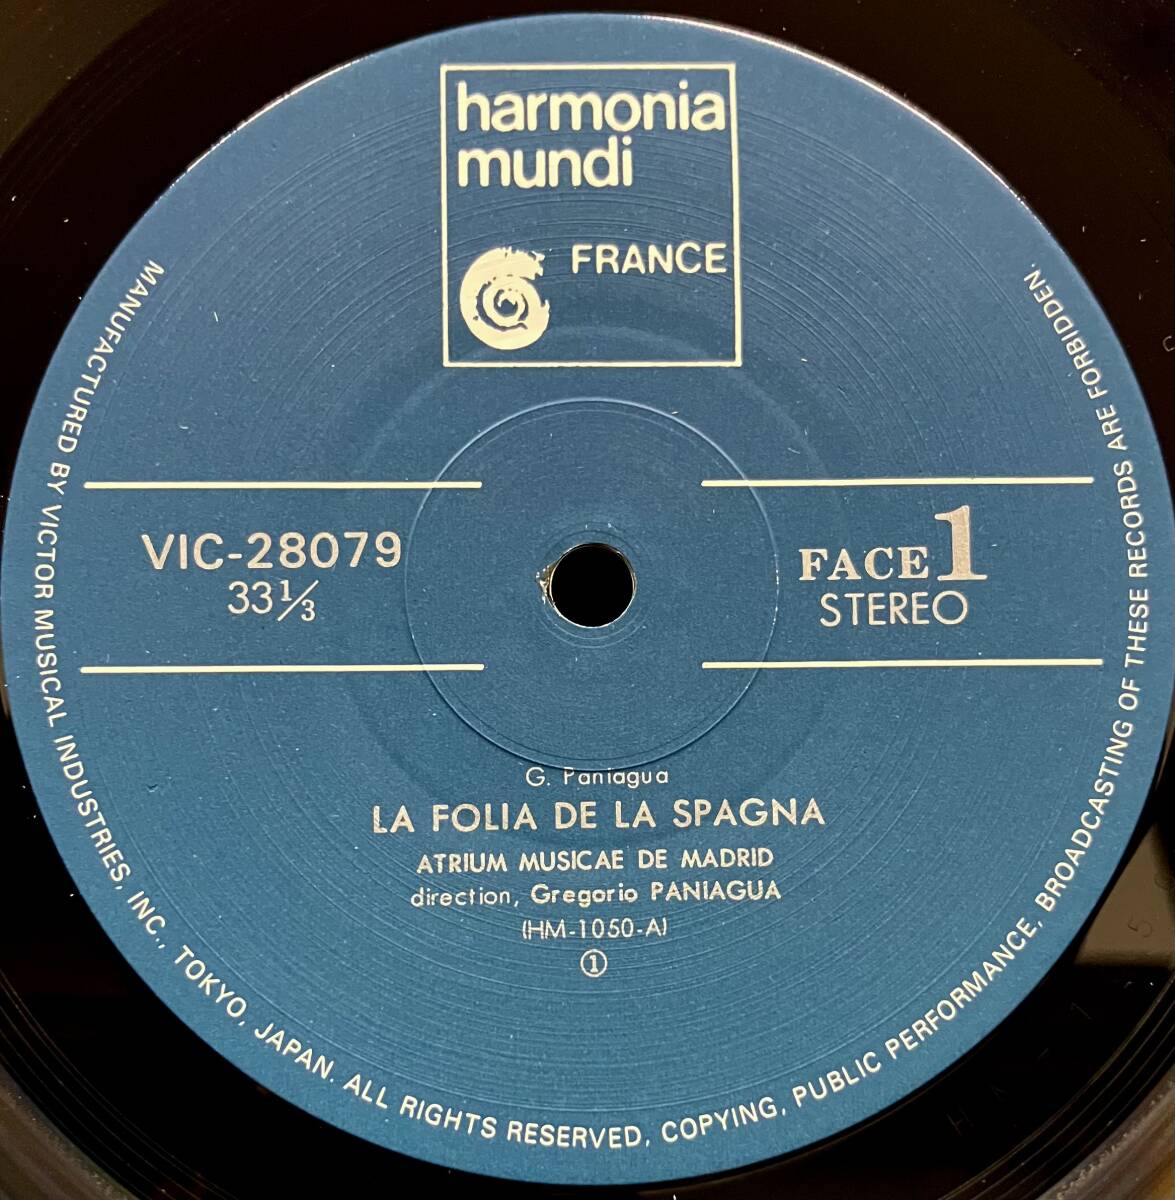 harmonia
mundi
FRANCE
VIC-28079
33⅓
FACE 1
STEREO
G. Paniagua
LA FOLIA DE LA SPAGNA
ATRIUM MUSICAE DE MADRID
direction, Gregorio PANIAGUA
(HM-1050-A)
①
MANUFACTURED BY VICTOR MUSICAL INDUSTRIES, INC., TOKYO, JAPAN. ALL RIGHTS RESERVED, COPYING, PUBLIC PERFORMANCE, BROADCASTING OF THESE RECORDS ARE FORBIDDEN.